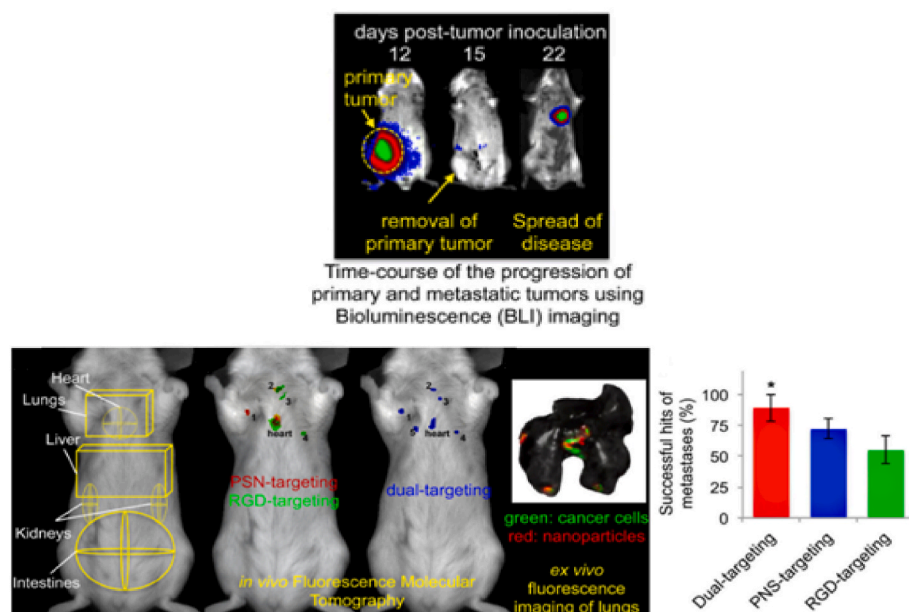 days post-tumor inoculation
12 15 22
primary
tumor
removal of
primary tumor
Spread of
disease
Time-course of the progression of
primary and metastatic tumors using
Bioluminescence (BLI) imaging
Heart
Lungs
Liver
Kidneys
Intestines
2
3
1
heart
4
PSN-targeting
RGD-targeting
2
3
1
5
heart
4
dual-targeting
in vivo Fluorescence Molecular
Tomography
green: cancer cells
red: nanoparticles
ex vivo
fluorescence
imaging of lungs
Successful hits of
metastases (%)
100
75
50
25
0
*
Dual-targeting
PNS-targeting
RGD-targeting